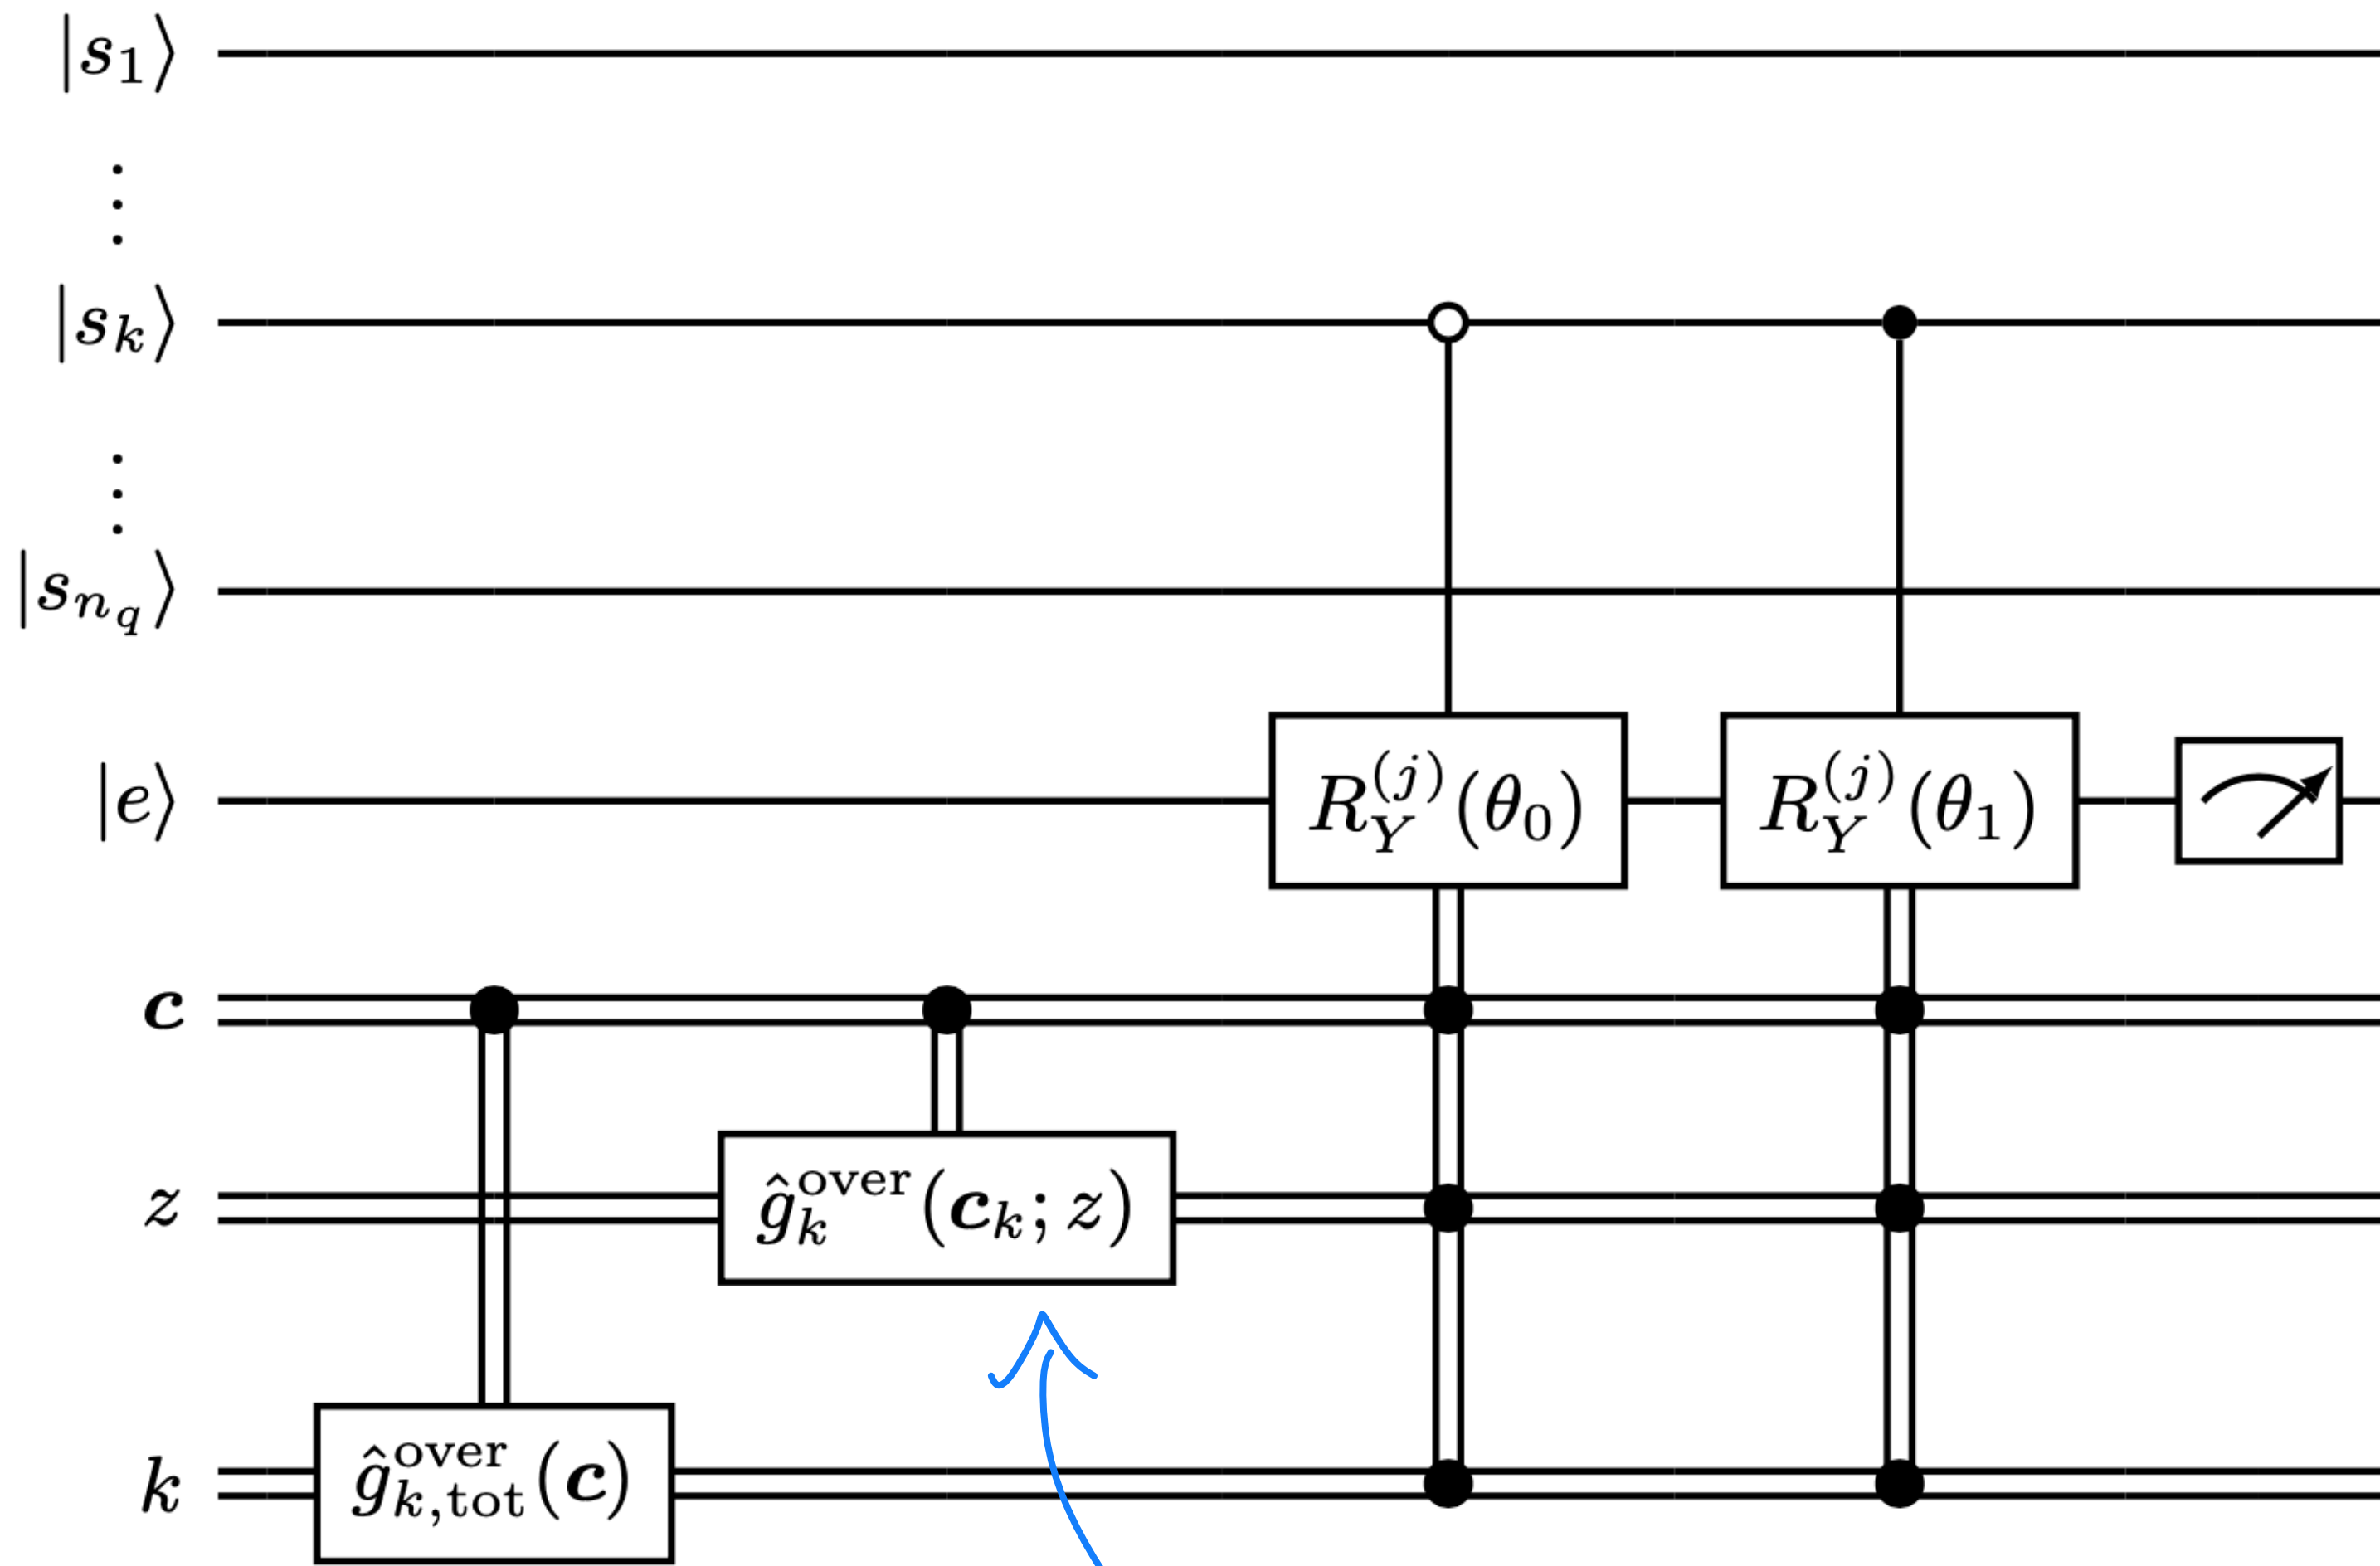 |s₁⟩
⋮
|s_k⟩
⋮
|s_{n_q}⟩
|e⟩ R_Y^{(j)}(θ₀) R_Y^{(j)}(θ₁)
c
z ĝ_k^{over}(c_k; z)
k ĝ_{k,tot}^{over}(c)